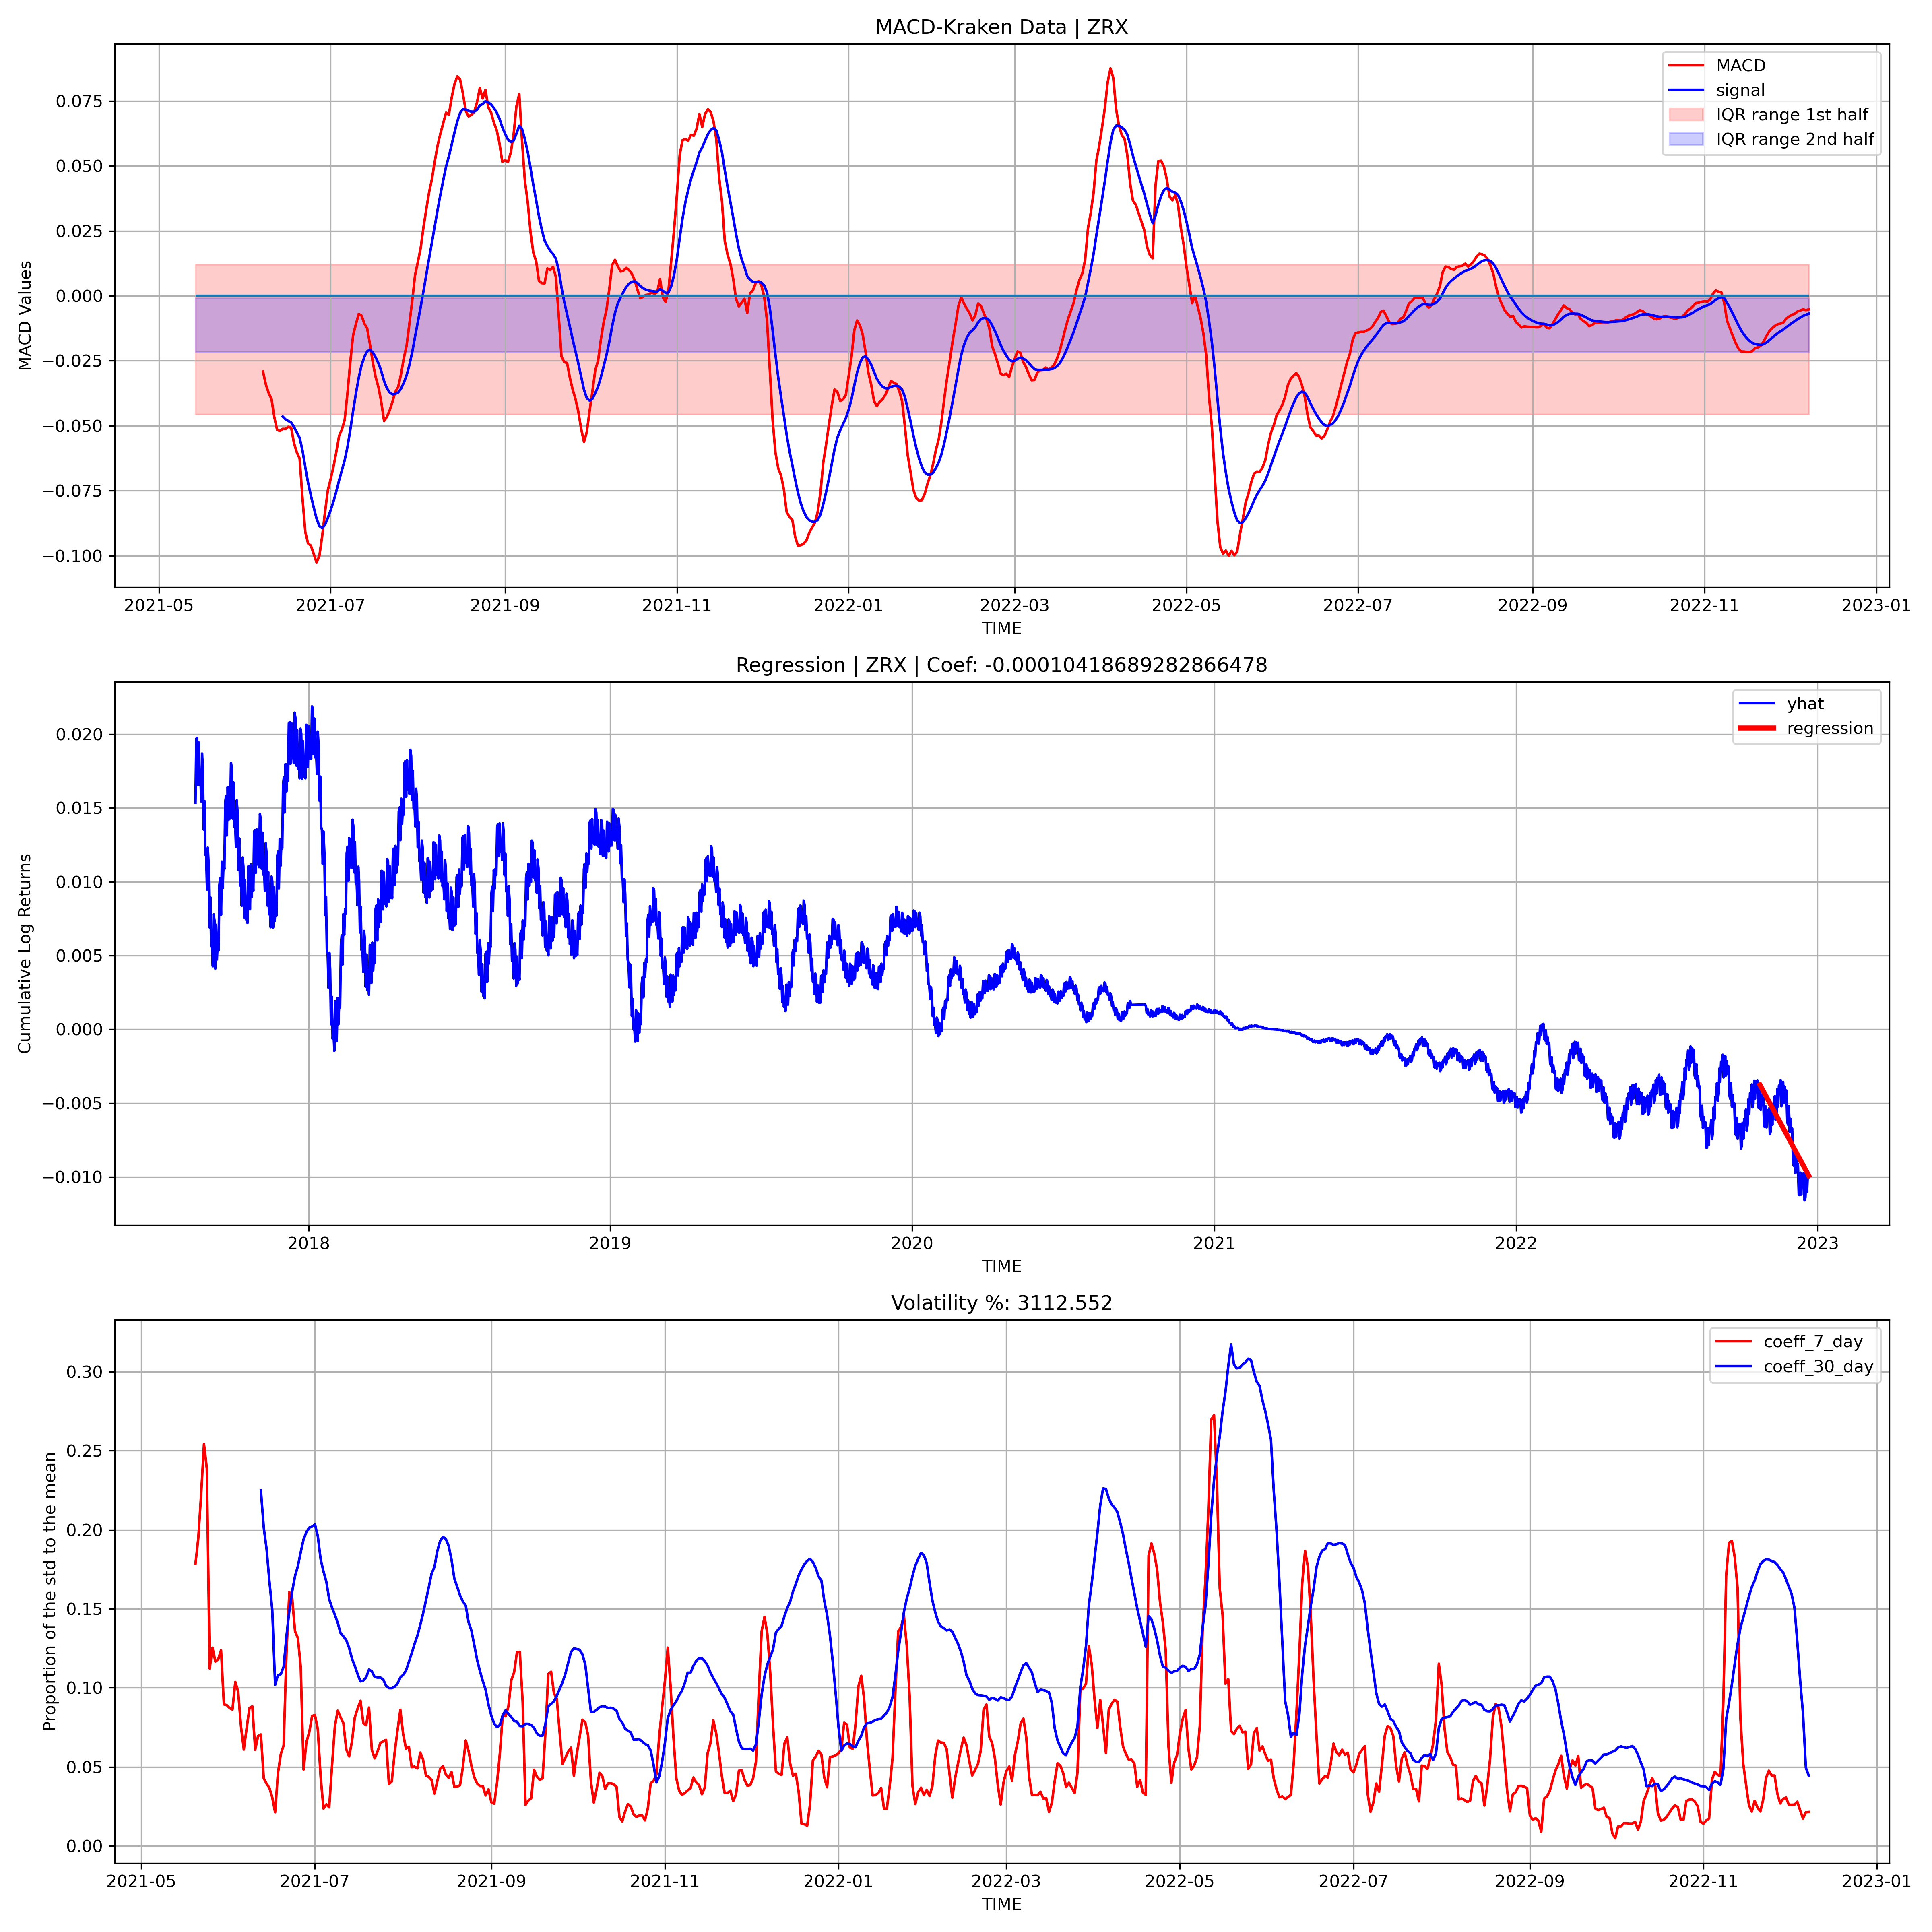 MACD-Kraken Data | ZRX
MACD
signal
IQR range 1st half
IQR range 2nd half
MACD Values
0.075
0.050
0.025
0.000
−0.025
−0.050
−0.075
−0.100
2021-05 2021-07 2021-09 2021-11 2022-01 2022-03 2022-05 2022-07 2022-09 2022-11 2023-01
TIME
Regression | ZRX | Coef: -0.00010418689282866478
yhat
regression
Cumulative Log Returns
0.020
0.015
0.010
0.005
0.000
−0.005
−0.010
2018 2019 2020 2021 2022 2023
TIME
Volatility %: 3112.552
coeff_7_day
coeff_30_day
Proportion of the std to the mean
0.30
0.25
0.20
0.15
0.10
0.05
0.00
2021-05 2021-07 2021-09 2021-11 2022-01 2022-03 2022-05 2022-07 2022-09 2022-11 2023-01
TIME